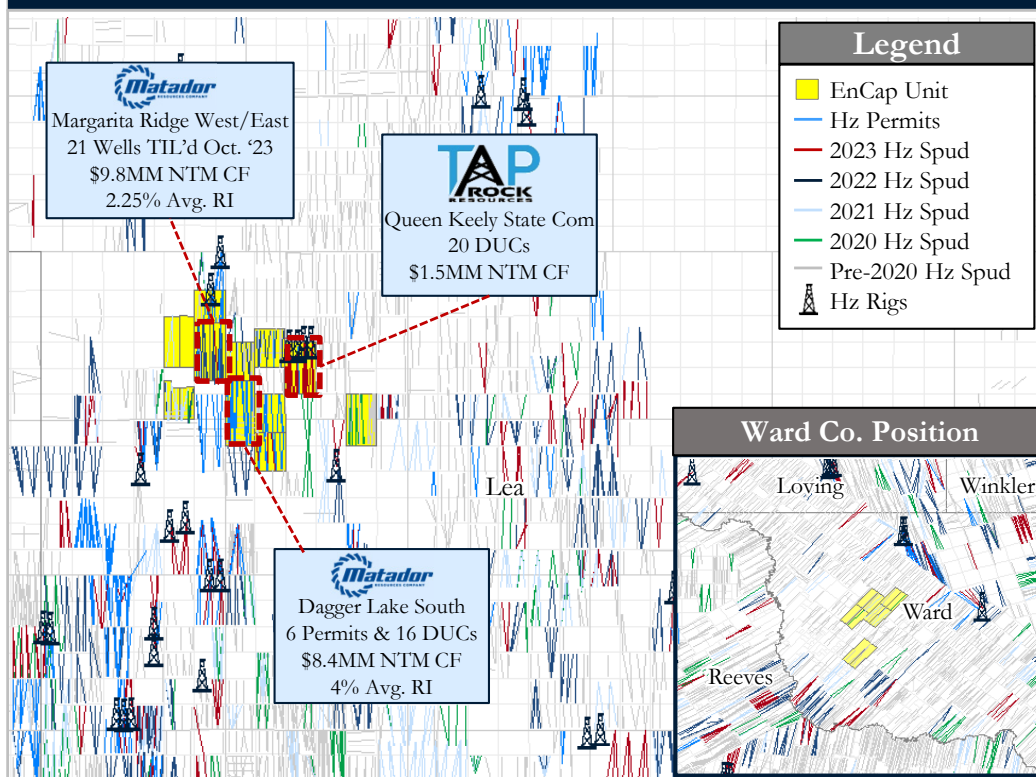 Matador
RESOURCES COMPANY
Margarita Ridge West/East
21 Wells TIL'd Oct. '23
$9.8MM NTM CF
2.25% Avg. RI
TAP
ROCK
RESOURCES
Queen Keely State Com
20 DUCs
$1.5MM NTM CF
Legend
EnCap Unit
Hz Permits
2023 Hz Spud
2022 Hz Spud
2021 Hz Spud
2020 Hz Spud
Pre-2020 Hz Spud
Hz Rigs
Lea
Matador
RESOURCES COMPANY
Dagger Lake South
6 Permits & 16 DUCs
$8.4MM NTM CF
4% Avg. RI
Ward Co. Position
Loving
Winkler
Ward
Reeves